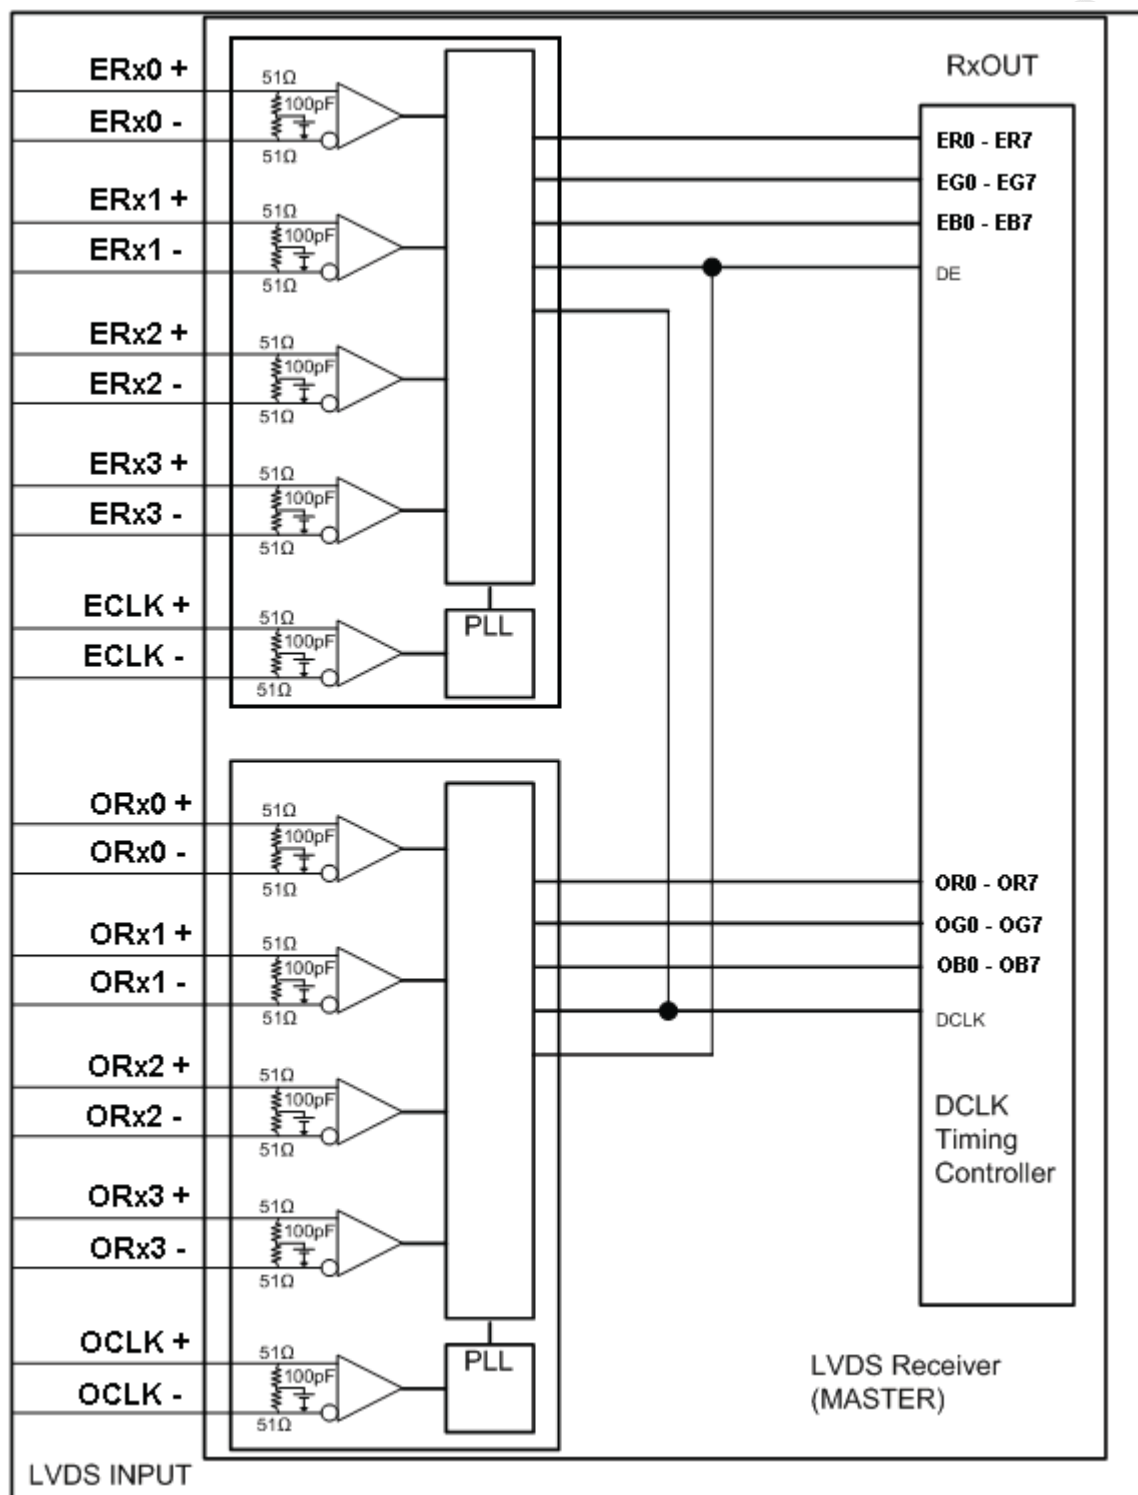 RxOUT
ERx0 +
51Ω
100pF
ERx0 -
51Ω
ER0 - ER7
EG0 - EG7
ERx1 +
51Ω
EB0 - EB7
100pF
ERx1 -
DE
51Ω
ERx2 +
51Ω
100pF
ERx2 -
51Ω
ERx3 +
51Ω
100pF
ERx3 -
51Ω
ECLK +
51Ω
PLL
100pF
ECLK -
51Ω
ORx0 +
51Ω
100pF
ORx0 -
51Ω
OR0 - OR7
OG0 - OG7
ORx1 +
51Ω
OB0 - OB7
100pF
ORx1 -
51Ω
DCLK
ORx2 +
51Ω
100pF
ORx2 -
51Ω
DCLK
Timing
Controller
ORx3 +
51Ω
100pF
ORx3 -
51Ω
OCLK +
51Ω
PLL
100pF
OCLK -
51Ω
LVDS Receiver
(MASTER)
LVDS INPUT